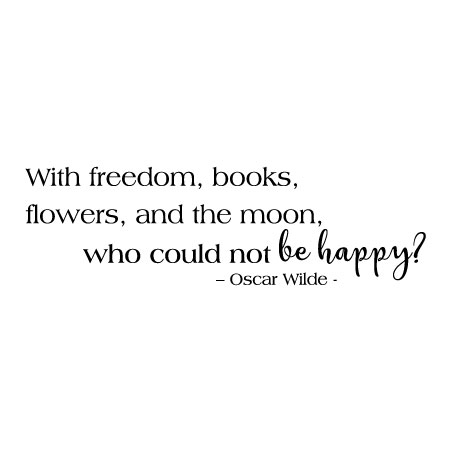 With freedom, books,
flowers, and the moon,
who could not be happy?
– Oscar Wilde -